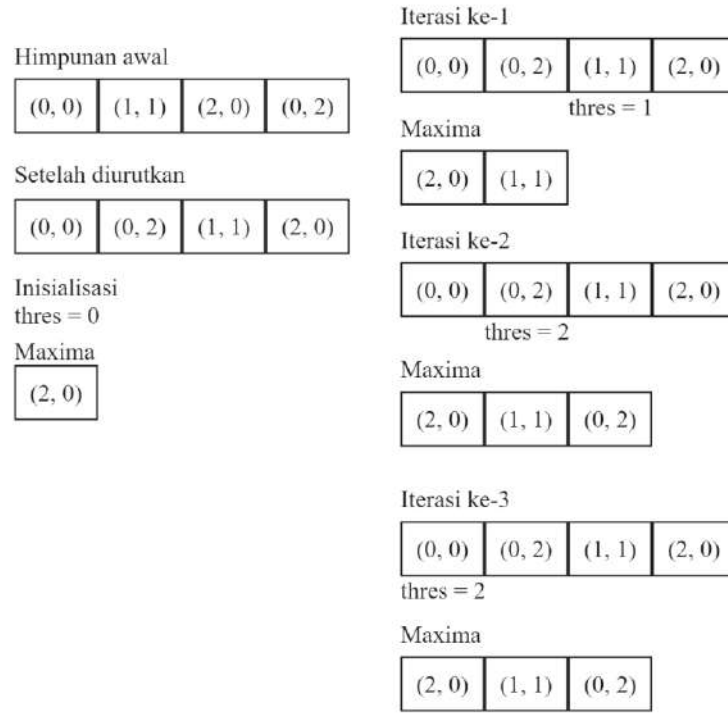 Himpunan awal
(0, 0) (1, 1) (2, 0) (0, 2)
Setelah diurutkan
(0, 0) (0, 2) (1, 1) (2, 0)
Inisialisasi
thres = 0
Maxima
(2, 0)
Iterasi ke-1
(0, 0) (0, 2) (1, 1) (2, 0)
thres = 1
Maxima
(2, 0) (1, 1)
Iterasi ke-2
(0, 0) (0, 2) (1, 1) (2, 0)
thres = 2
Maxima
(2, 0) (1, 1) (0, 2)
Iterasi ke-3
(0, 0) (0, 2) (1, 1) (2, 0)
thres = 2
Maxima
(2, 0) (1, 1) (0, 2)